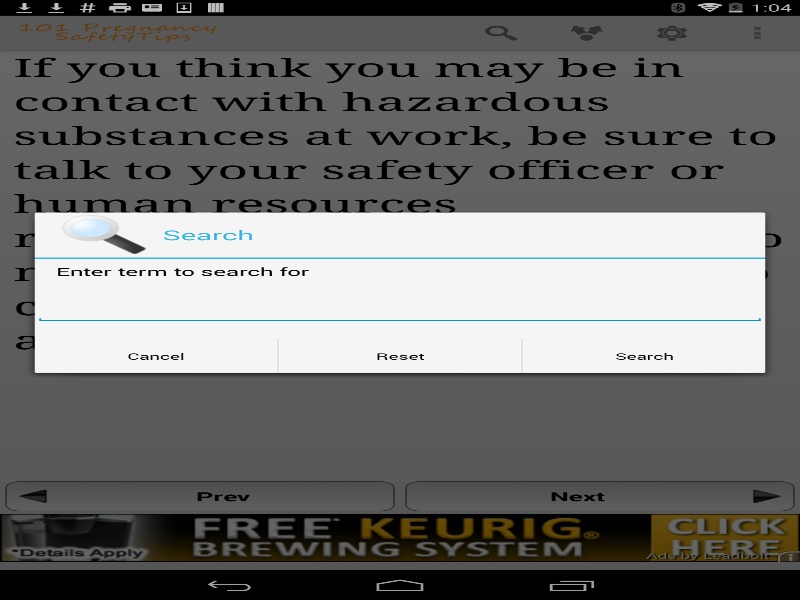 1:04
101 Pregnancy
SafetyTips
If you think you may be in
contact with hazardous
substances at work, be sure to
talk to your safety officer or
human resources
Search
Enter term to search for
Cancel
Reset
Search
Prev
Next
*Details Apply
FREE* KEURIG®
BREWING SYSTEM
CLICK
HERE
Ads by Leadbolt